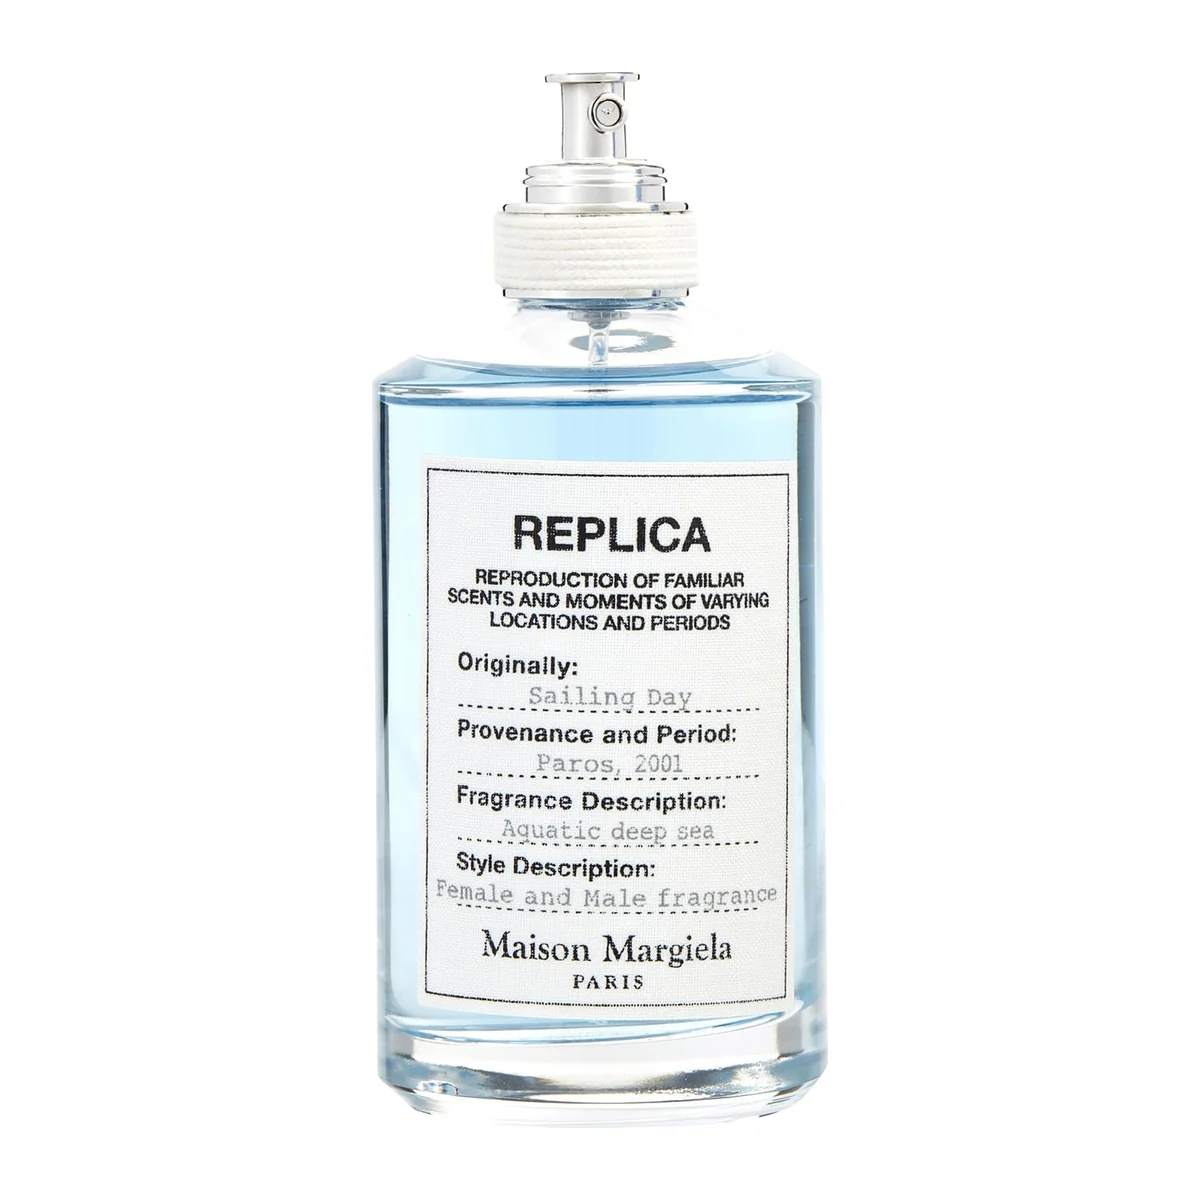 REPLICA
REPRODUCTION OF FAMILIAR
SCENTS AND MOMENTS OF VARYING
LOCATIONS AND PERIODS
Originally:
Sailing Day
Provenance and Period:
Paros, 2001
Fragrance Description:
Aquatic deep sea
Style Description:
Female and Male fragrance
Maison Margiela
PARIS